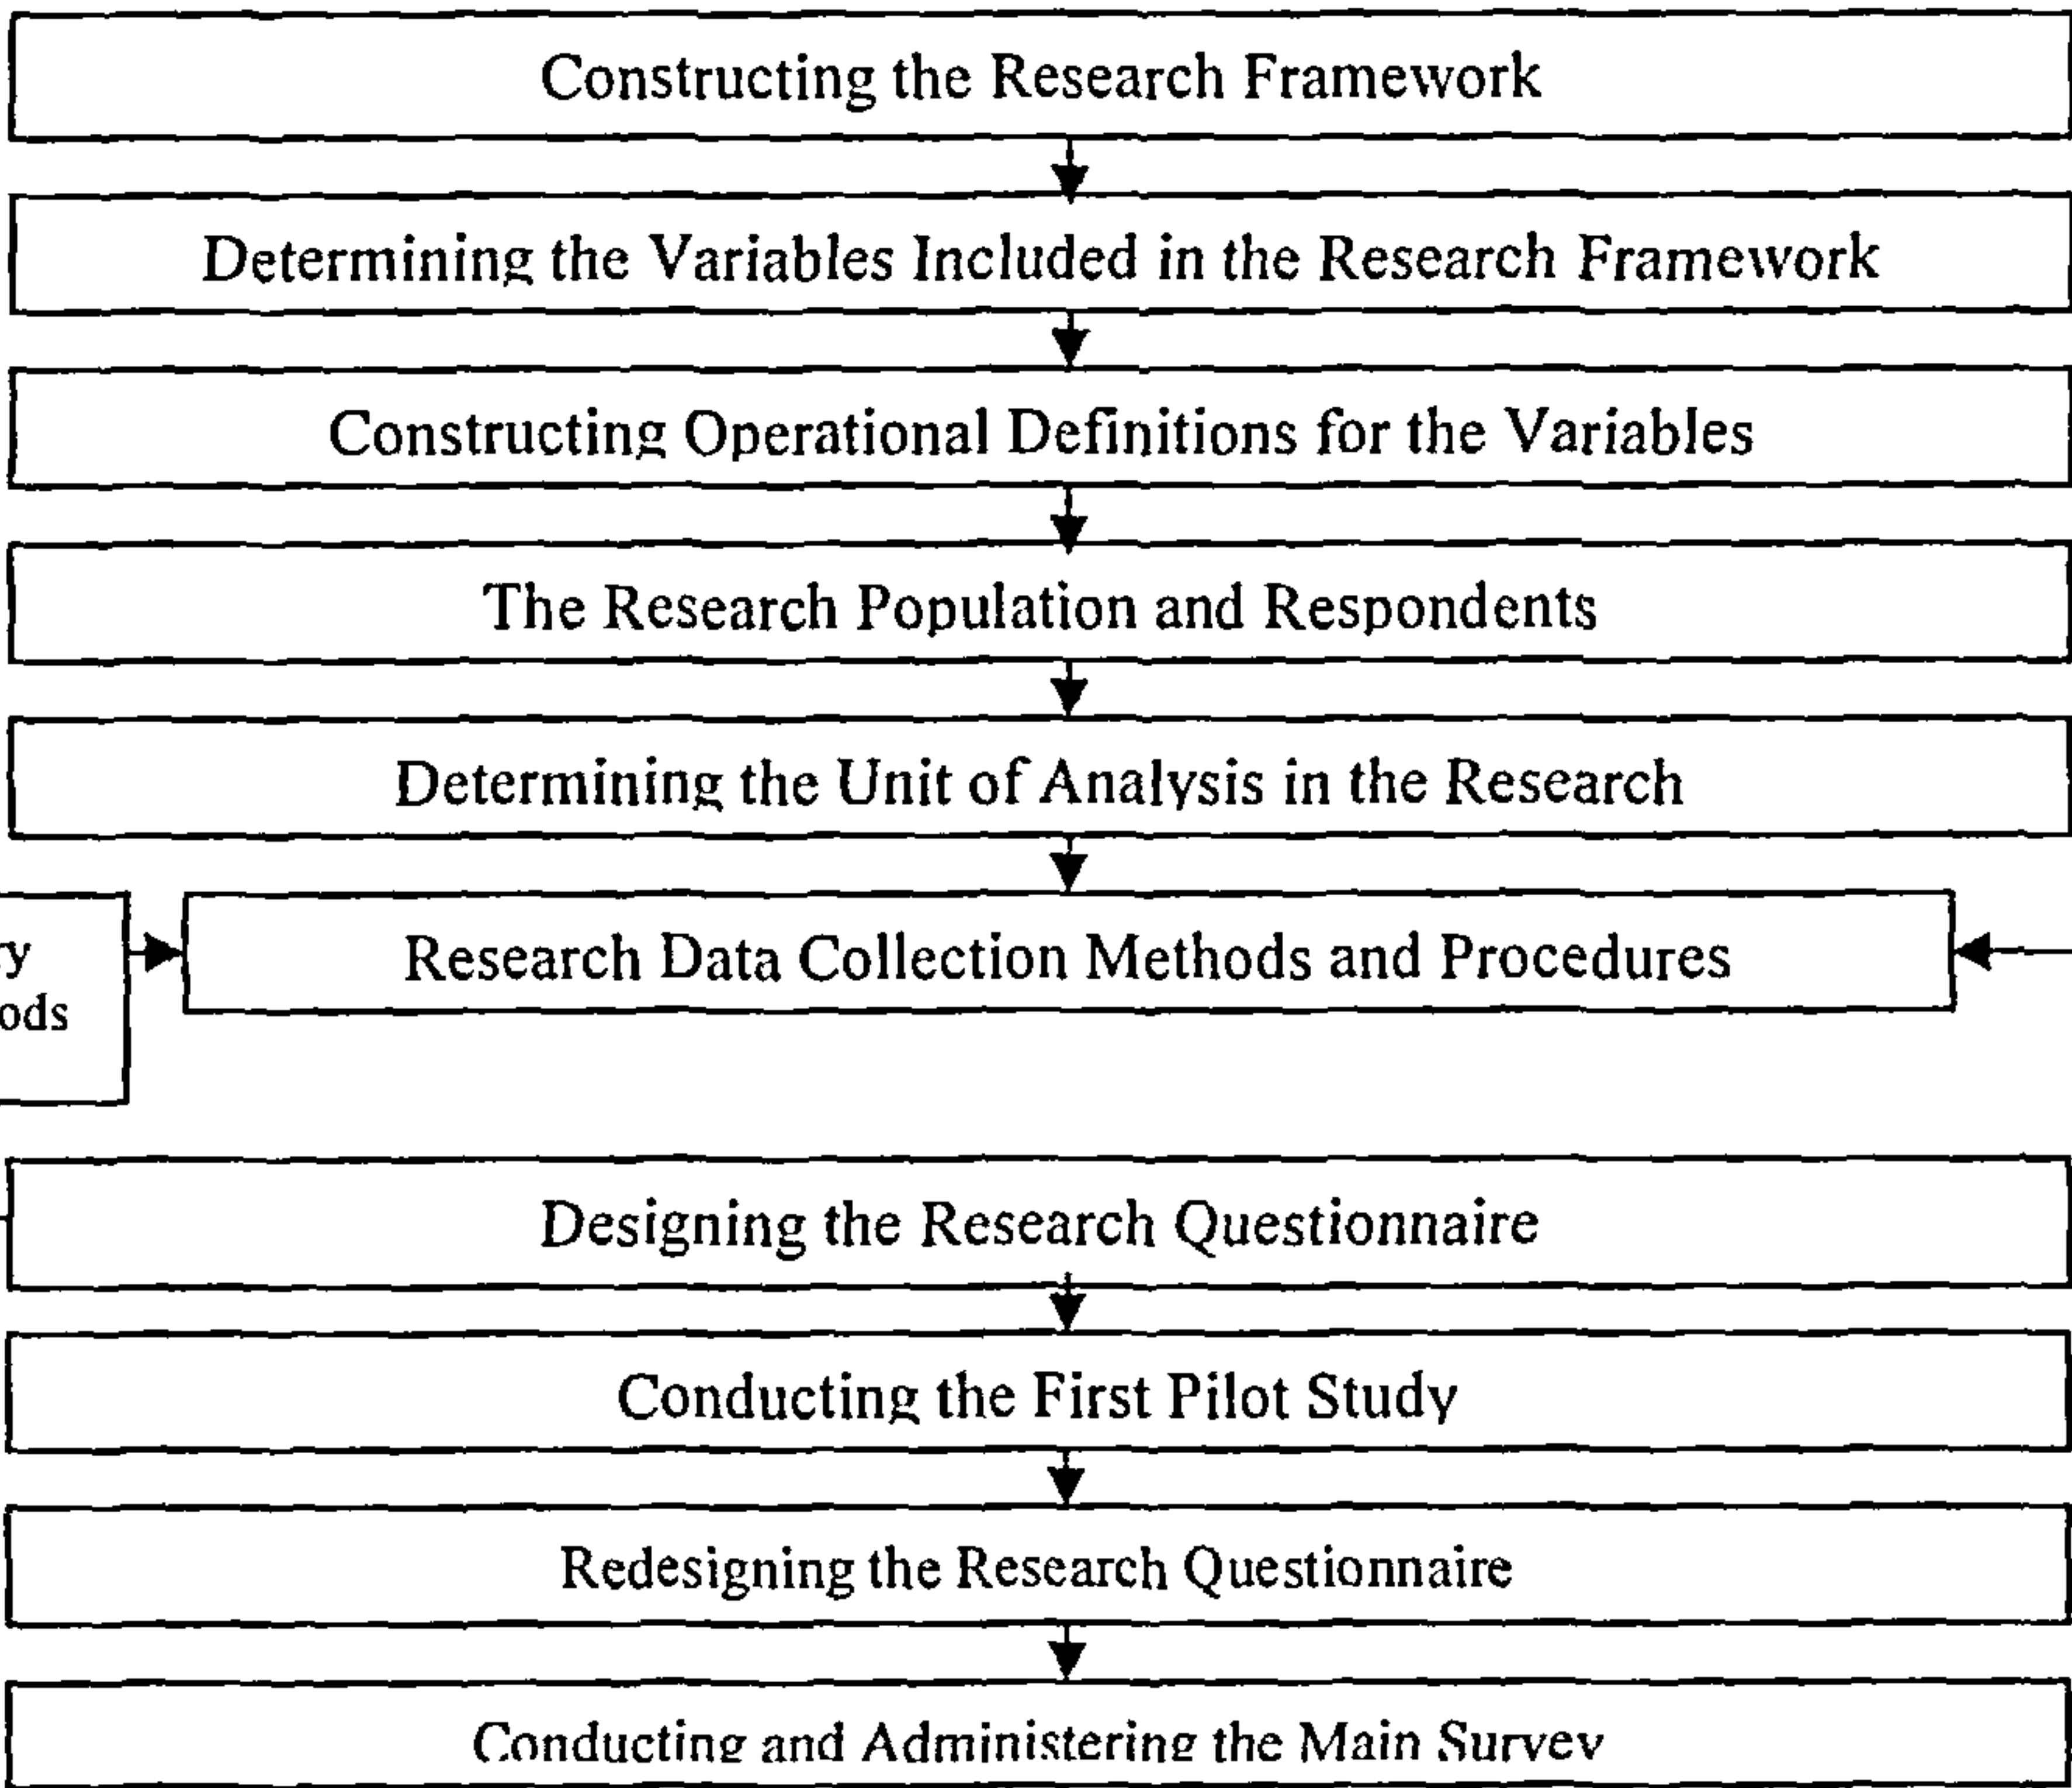 Constructing the Research Framework
Determining the Variables Included in the Research Framework
Constructing Operational Definitions for the Variables
The Research Population and Respondents
Determining the Unit of Analysis in the Research
Research Data Collection Methods and Procedures
Designing the Research Questionnaire
Conducting the First Pilot Study
Redesigning the Research Questionnaire
Conducting and Administering the Main Survey